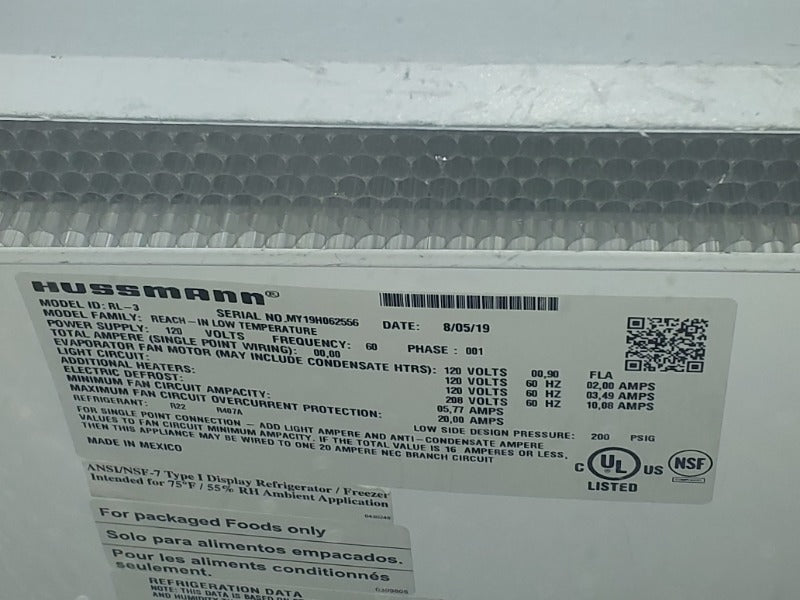 HUSSMANN®
MODEL ID: RL-3 SERIAL NO. MY19H062556 DATE: 8/05/19
MODEL FAMILY: REACH-IN LOW TEMPERATURE
POWER SUPPLY: 120 VOLTS FREQUENCY: 60 PHASE: 001
TOTAL AMPERE (SINGLE POINT WIRING): 00,00
EVAPORATOR FAN MOTOR (MAY INCLUDE CONDENSATE HTRS): 120 VOLTS 00,90 FLA
LIGHT CIRCUIT: 120 VOLTS 60 HZ 02,00 AMPS
ADDITIONAL HEATERS: 120 VOLTS 60 HZ 03,49 AMPS
ELECTRIC DEFROST: 208 VOLTS 60 HZ 10,08 AMPS
MINIMUM FAN CIRCUIT AMPACITY: 05,77 AMPS
MAXIMUM FAN CIRCUIT OVERCURRENT PROTECTION: 20,00 AMPS
REFRIGERANT: R22 R407A LOW SIDE DESIGN PRESSURE: 200 PSIG
FOR SINGLE POINT CONNECTION - ADD LIGHT AMPERE AND ANTI-CONDENSATE AMPERE
VALUES TO FAN CIRCUIT MINIMUM AMPACITY. IF THE TOTAL VALUE IS 16 AMPERES OR LESS,
THEN THIS APPLIANCE MAY BE WIRED TO ONE 20 AMPERE NEC BRANCH CIRCUIT
MADE IN MEXICO
C UL US
LISTED
NSF
ANSI/NSF-7 Type I Display Refrigerator / Freezer
Intended for 75°F / 55% RH Ambient Application
For packaged Foods only
Solo para alimentos empacados.
Pour les aliments conditionnés
seulement.
REFRIGERATION DATA
NOTE: THIS DATA IS BASED ON
AND HUMIDITY